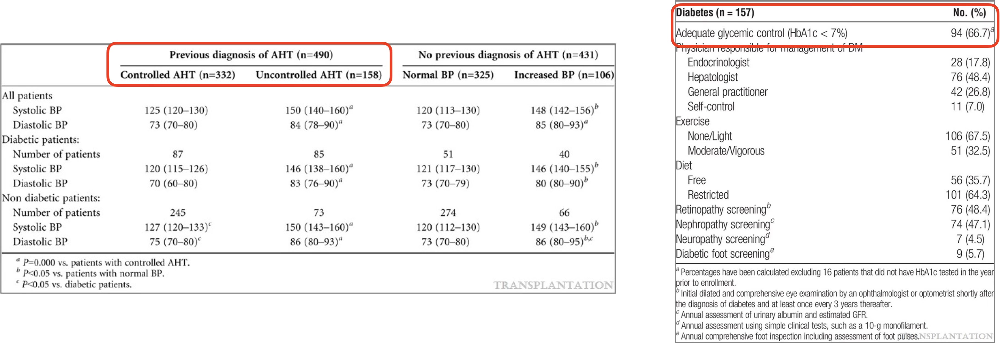 Previous diagnosis of AHT (n=490) No previous diagnosis of AHT (n=431)
Controlled AHT (n=332) Uncontrolled AHT (n=158) Normal BP (n=325) Increased BP (n=106)
All patients
Systolic BP 125 (120–130) 150 (140–160)a 120 (113–130) 148 (142–156)b
Diastolic BP 73 (70–80) 84 (78–90)a 73 (70–80) 85 (80–93)a
Diabetic patients:
Number of patients 87 85 51 40
Systolic BP 120 (115–126) 146 (138–160)a 121 (117–130) 146 (140–155)b
Diastolic BP 70 (60–80) 83 (76–90)a 73 (70–79) 80 (80–90)b
Non diabetic patients:
Number of patients 245 73 274 66
Systolic BP 127 (120–133)c 150 (143–160)a 120 (112–130) 149 (143–160)b
Diastolic BP 75 (70–80)c 86 (80–93)a 73 (70–80) 86 (80–95)b,c
a P=0.000 vs. patients with controlled AHT.
b P<0.05 vs. patients with normal BP.
c P<0.05 vs. diabetic patients.
TRANSPLANTATION
Diabetes (n = 157) No. (%)
Adequate glycemic control (HbA1c < 7%) 94 (66.7)a
Physician responsible for management of DM
Endocrinologist 28 (17.8)
Hepatologist 76 (48.4)
General practitioner 42 (26.8)
Self-control 11 (7.0)
Exercise
None/Light 106 (67.5)
Moderate/Vigorous 51 (32.5)
Diet
Free 56 (35.7)
Restricted 101 (64.3)
Retinopathy screeningb 76 (48.4)
Nephropathy screeningc 74 (47.1)
Neuropathy screeningd 7 (4.5)
Diabetic foot screeninge 9 (5.7)
a Percentages have been calculated excluding 16 patients that did not have HbA1c tested in the year
prior to enrollment.
b Initial dilated and comprehensive eye examination by an ophthalmologist or optometrist shortly after
the diagnosis of diabetes and at least once every 3 years thereafter.
c Annual assessment of urinary albumin and estimated GFR.
d Annual assessment using simple clinical tests, such as a 10-g monofilament.
e Annual comprehensive foot inspection including assessment of foot pulses.
TRANSPLANTATION